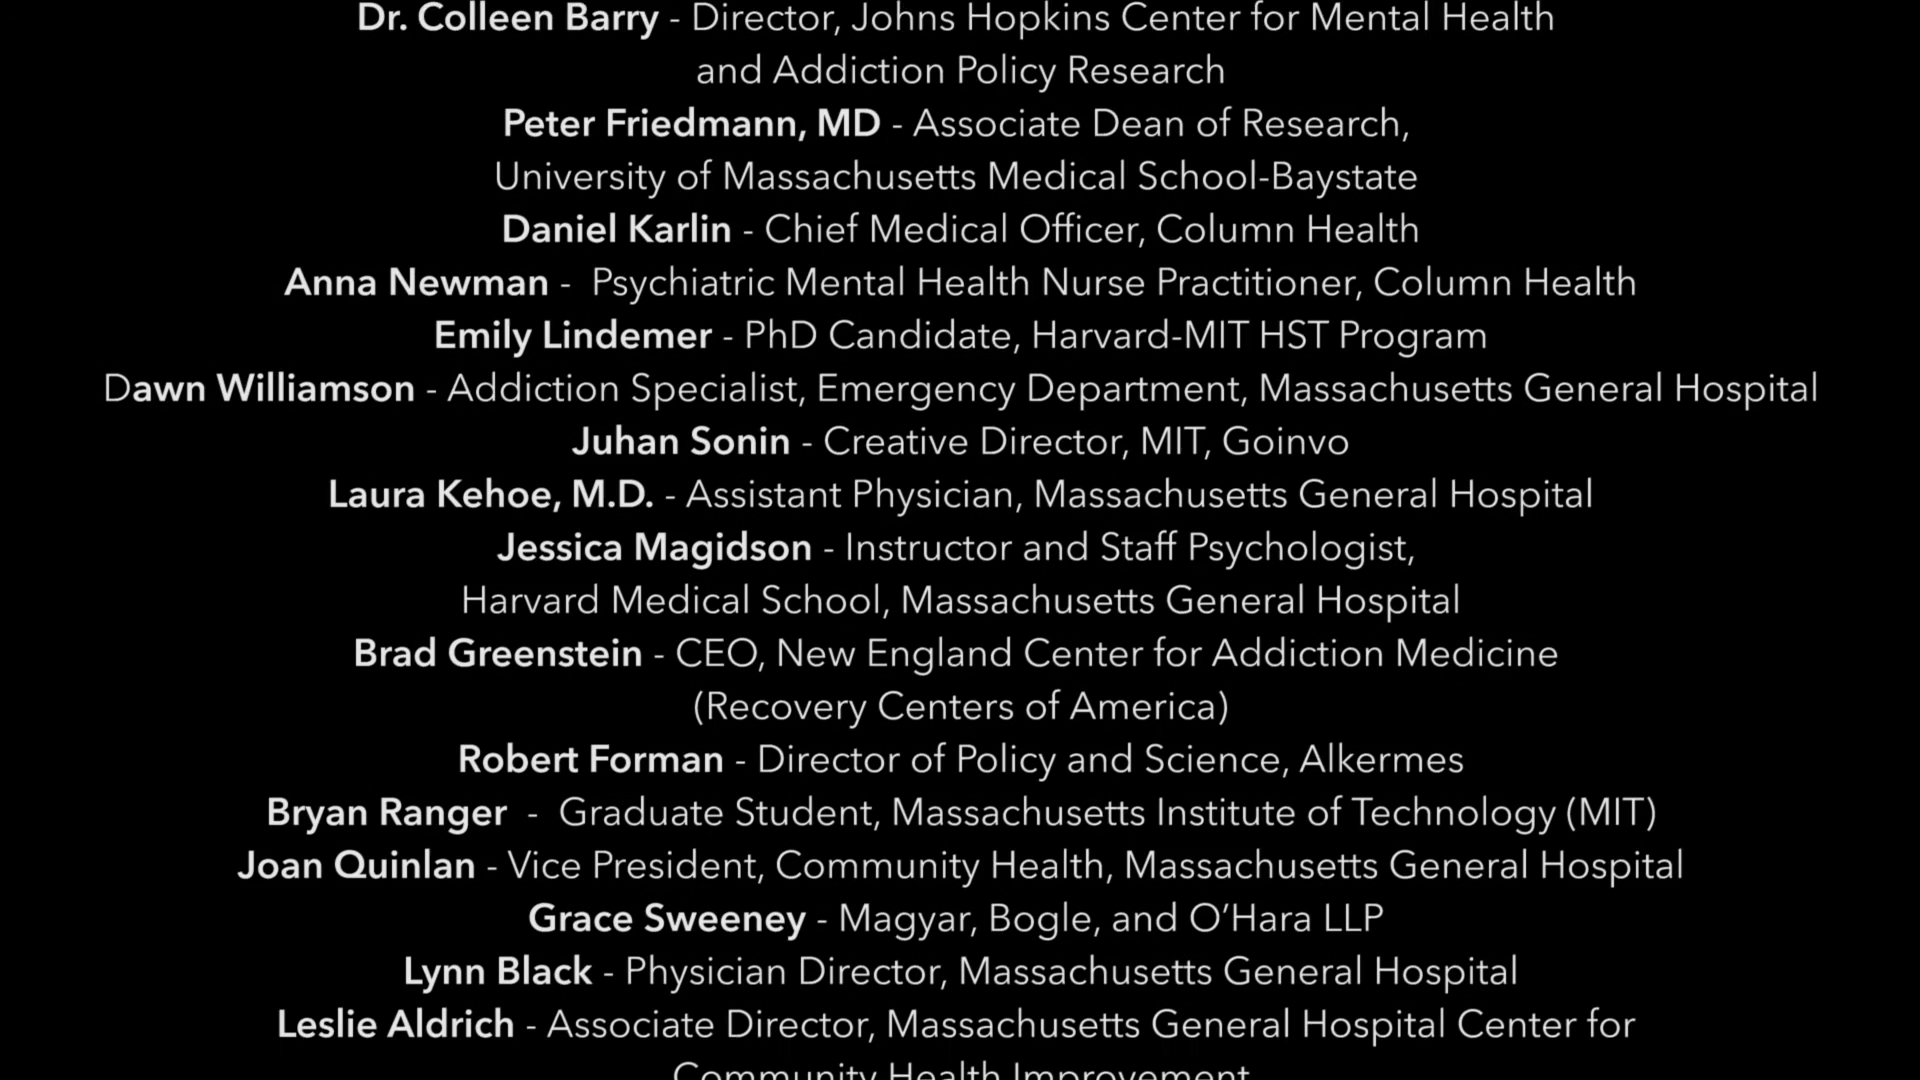 Dr. Colleen Barry - Director, Johns Hopkins Center for Mental Health
and Addiction Policy Research
Peter Friedmann, MD - Associate Dean of Research,
University of Massachusetts Medical School-Baystate
Daniel Karlin - Chief Medical Officer, Column Health
Anna Newman -  Psychiatric Mental Health Nurse Practitioner, Column Health
Emily Lindemer - PhD Candidate, Harvard-MIT HST Program
Dawn Williamson - Addiction Specialist, Emergency Department, Massachusetts General Hospital
Juhan Sonin - Creative Director, MIT, Goinvo
Laura Kehoe, M.D. - Assistant Physician, Massachusetts General Hospital
Jessica Magidson - Instructor and Staff Psychologist,
Harvard Medical School, Massachusetts General Hospital
Brad Greenstein - CEO, New England Center for Addiction Medicine
(Recovery Centers of America)
Robert Forman - Director of Policy and Science, Alkermes
Bryan Ranger  -  Graduate Student, Massachusetts Institute of Technology (MIT)
Joan Quinlan - Vice President, Community Health, Massachusetts General Hospital
Grace Sweeney - Magyar, Bogle, and O’Hara LLP
Lynn Black - Physician Director, Massachusetts General Hospital
Leslie Aldrich - Associate Director, Massachusetts General Hospital Center for
Community Health Improvement